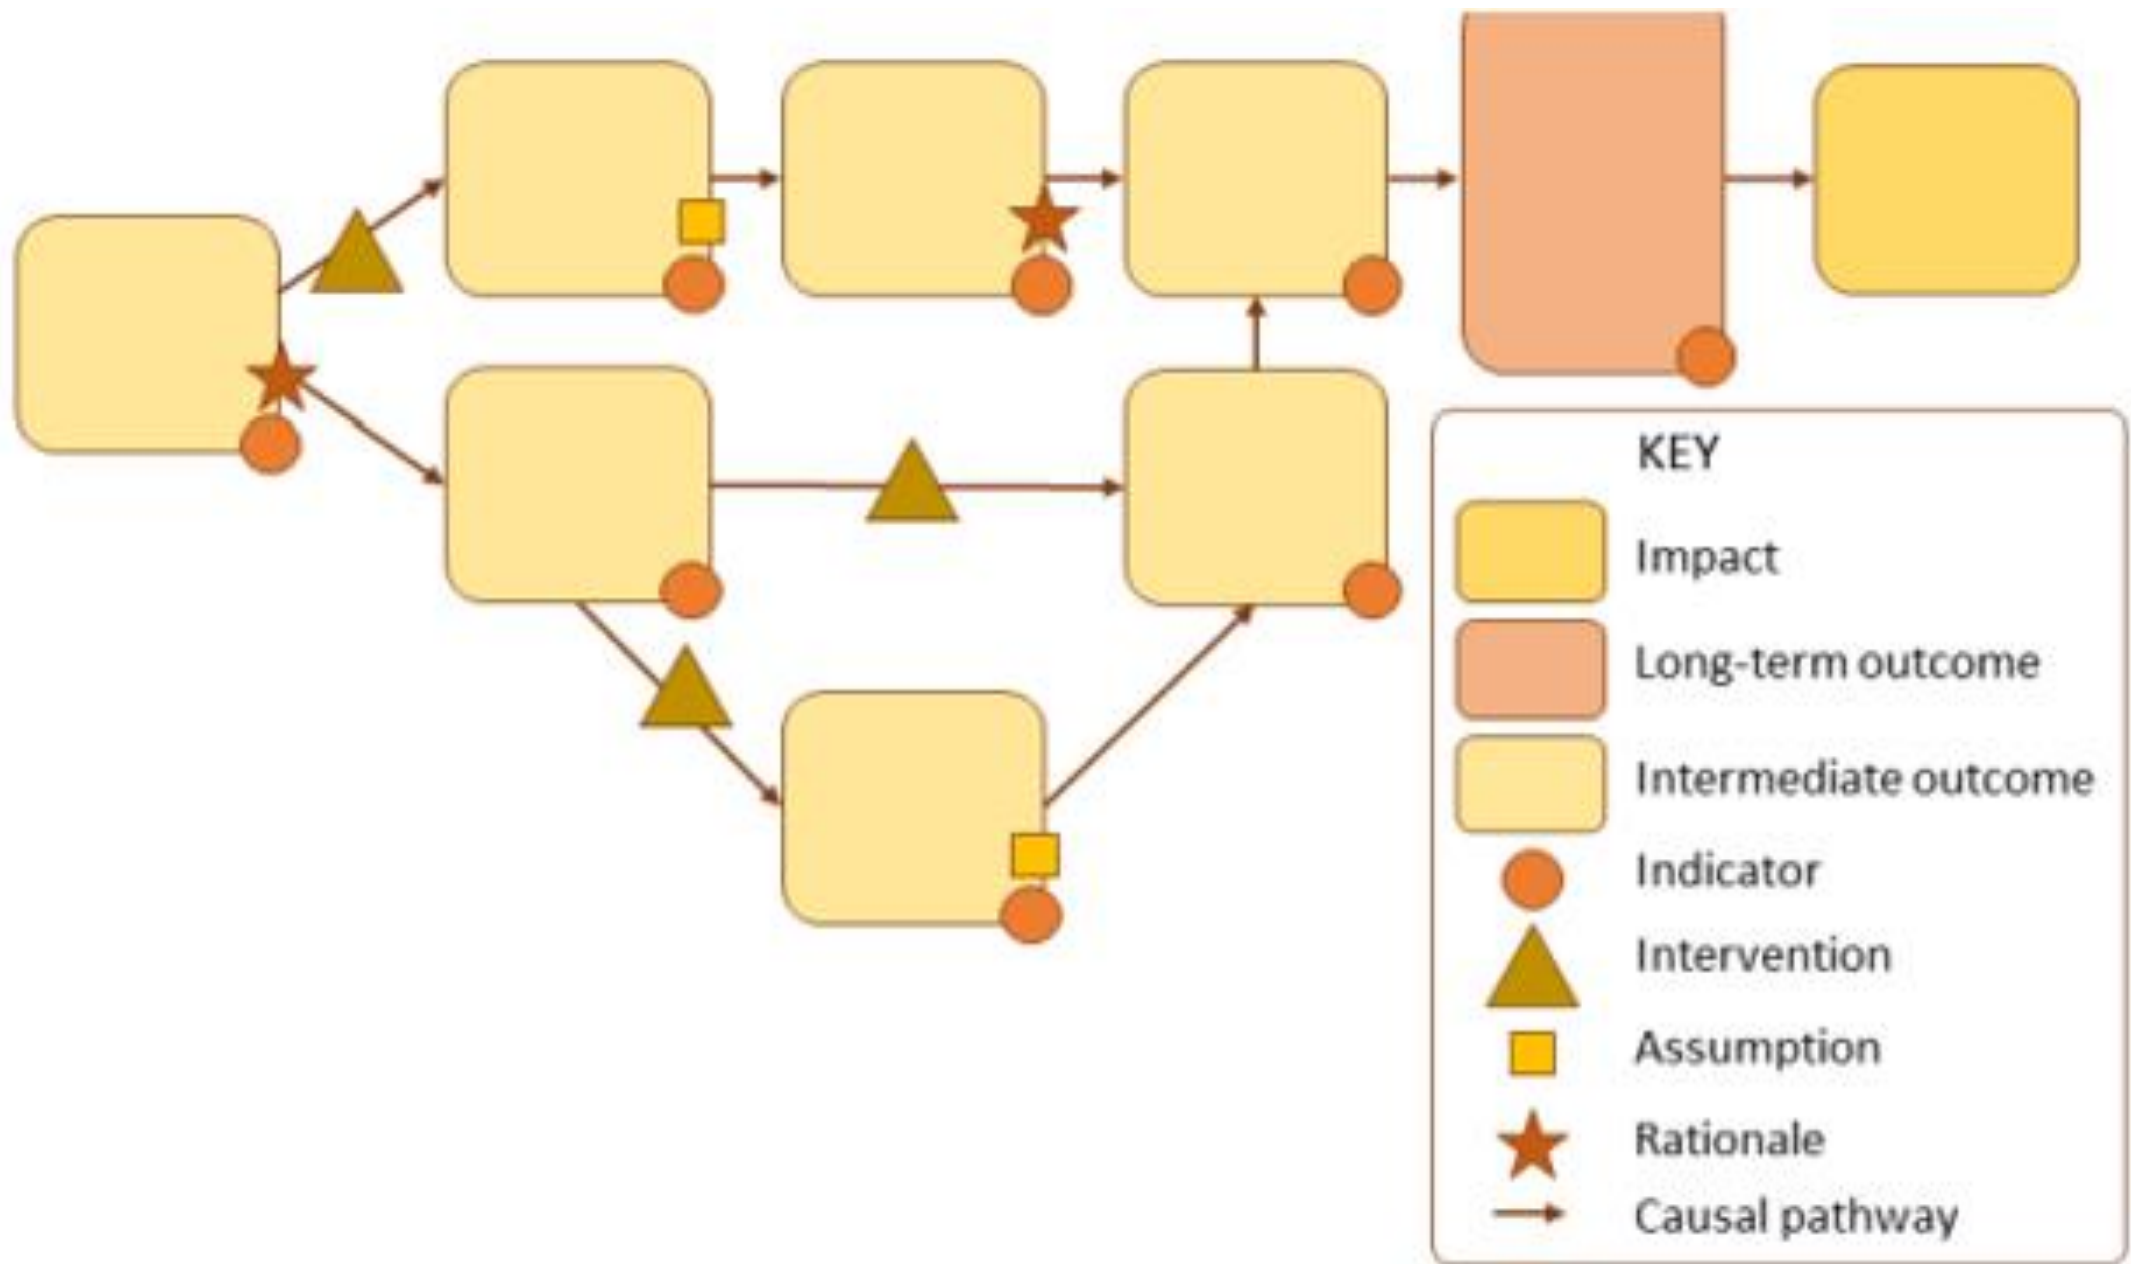 KEY
Impact
Long-term outcome
Intermediate outcome
Indicator
Intervention
Assumption
Rationale
Causal pathway